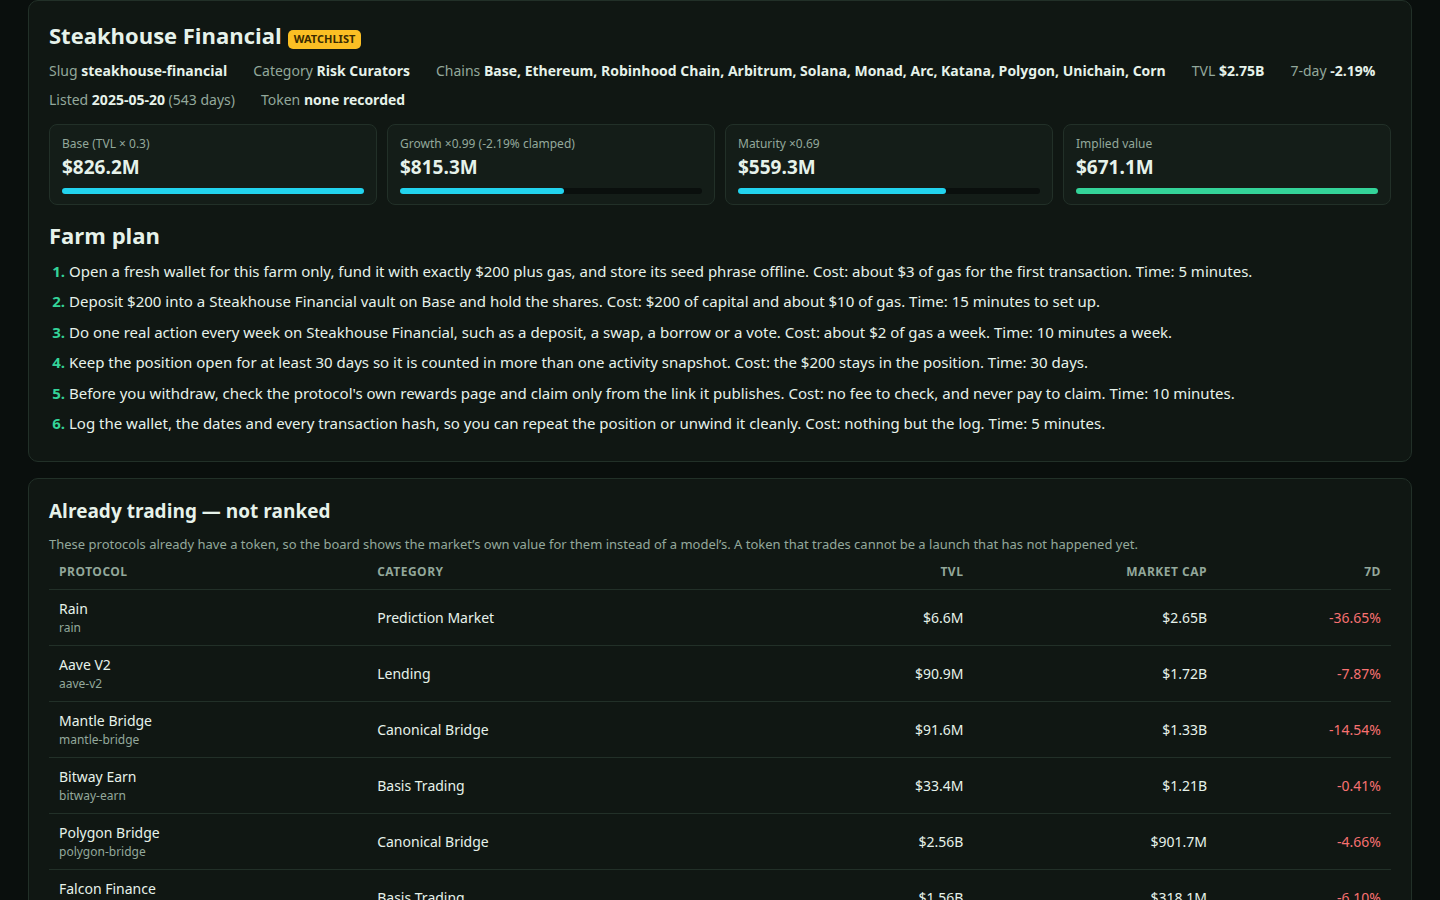 Steakhouse Financial WATCHLIST
Slug steakhouse-financial Category Risk Curators Chains Base, Ethereum, Robinhood Chain, Arbitrum, Solana, Monad, Arc, Katana, Polygon, Unichain, Corn TVL $2.75B 7-day -2.19%
Listed 2025-05-20 (543 days) Token none recorded
Base (TVL × 0.3) Growth ×0.99 (-2.19% clamped) Maturity ×0.69 Implied value
$826.2M $815.3M $559.3M $671.1M
Farm plan
1. Open a fresh wallet for this farm only, fund it with exactly $200 plus gas, and store its seed phrase offline. Cost: about $3 of gas for the first transaction. Time: 5 minutes.
2. Deposit $200 into a Steakhouse Financial vault on Base and hold the shares. Cost: $200 of capital and about $10 of gas. Time: 15 minutes to set up.
3. Do one real action every week on Steakhouse Financial, such as a deposit, a swap, a borrow or a vote. Cost: about $2 of gas a week. Time: 10 minutes a week.
4. Keep the position open for at least 30 days so it is counted in more than one activity snapshot. Cost: the $200 stays in the position. Time: 30 days.
5. Before you withdraw, check the protocol's own rewards page and claim only from the link it publishes. Cost: no fee to check, and never pay to claim. Time: 10 minutes.
6. Log the wallet, the dates and every transaction hash, so you can repeat the position or unwind it cleanly. Cost: nothing but the log. Time: 5 minutes.
Already trading — not ranked
These protocols already have a token, so the board shows the market’s own value for them instead of a model’s. A token that trades cannot be a launch that has not happened yet.
PROTOCOL CATEGORY TVL MARKET CAP 7D
Rain
rain
Prediction Market $6.6M $2.65B -36.65%
Aave V2
aave-v2
Lending $90.9M $1.72B -7.87%
Mantle Bridge
mantle-bridge
Canonical Bridge $91.6M $1.33B -14.54%
Bitway Earn
bitway-earn
Basis Trading $33.4M $1.21B -0.41%
Polygon Bridge
polygon-bridge
Canonical Bridge $2.56B $901.7M -4.66%
Falcon Finance
Basis Trading $1.56B $318.1M -6.10%